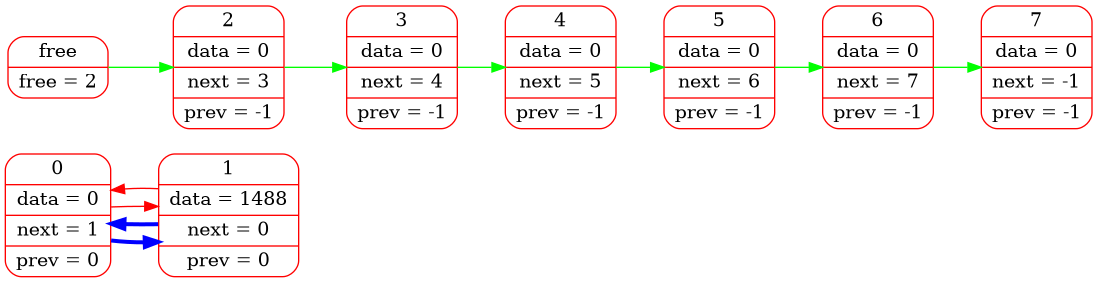 free
free = 2
2
data = 0
next = 3
prev = -1
3
data = 0
next = 4
prev = -1
4
data = 0
next = 5
prev = -1
5
data = 0
next = 6
prev = -1
6
data = 0
next = 7
prev = -1
7
data = 0
next = -1
prev = -1
0
data = 0
next = 1
prev = 0
1
data = 1488
next = 0
prev = 0